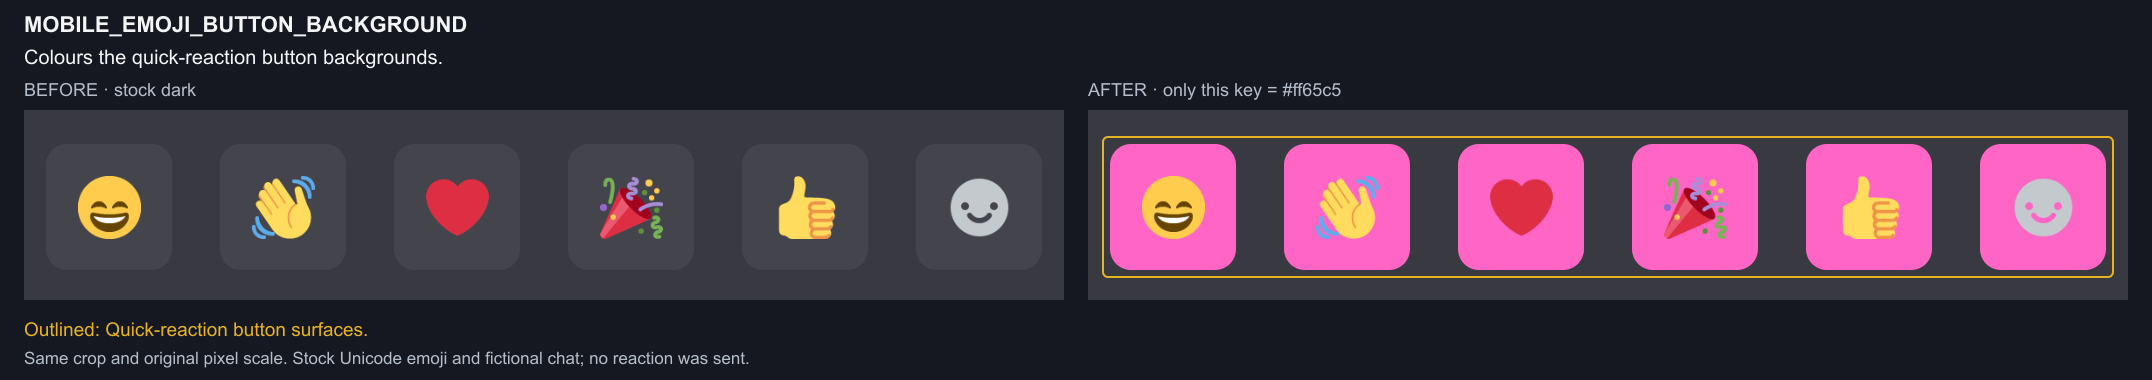 MOBILE_EMOJI_BUTTON_BACKGROUND
Colours the quick-reaction button backgrounds.
BEFORE · stock dark
AFTER · only this key = #ff65c5
Outlined: Quick-reaction button surfaces.
Same crop and original pixel scale. Stock Unicode emoji and fictional chat; no reaction was sent.